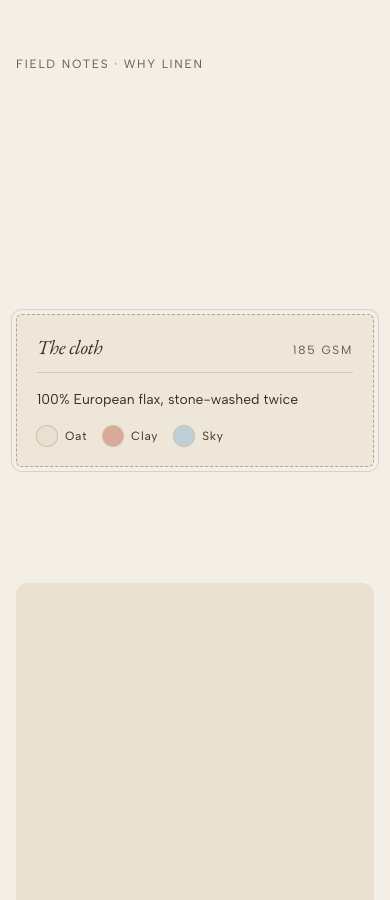 FIELD NOTES · WHY LINEN
The cloth
185 GSM
100% European flax, stone-washed twice
Oat Clay Sky